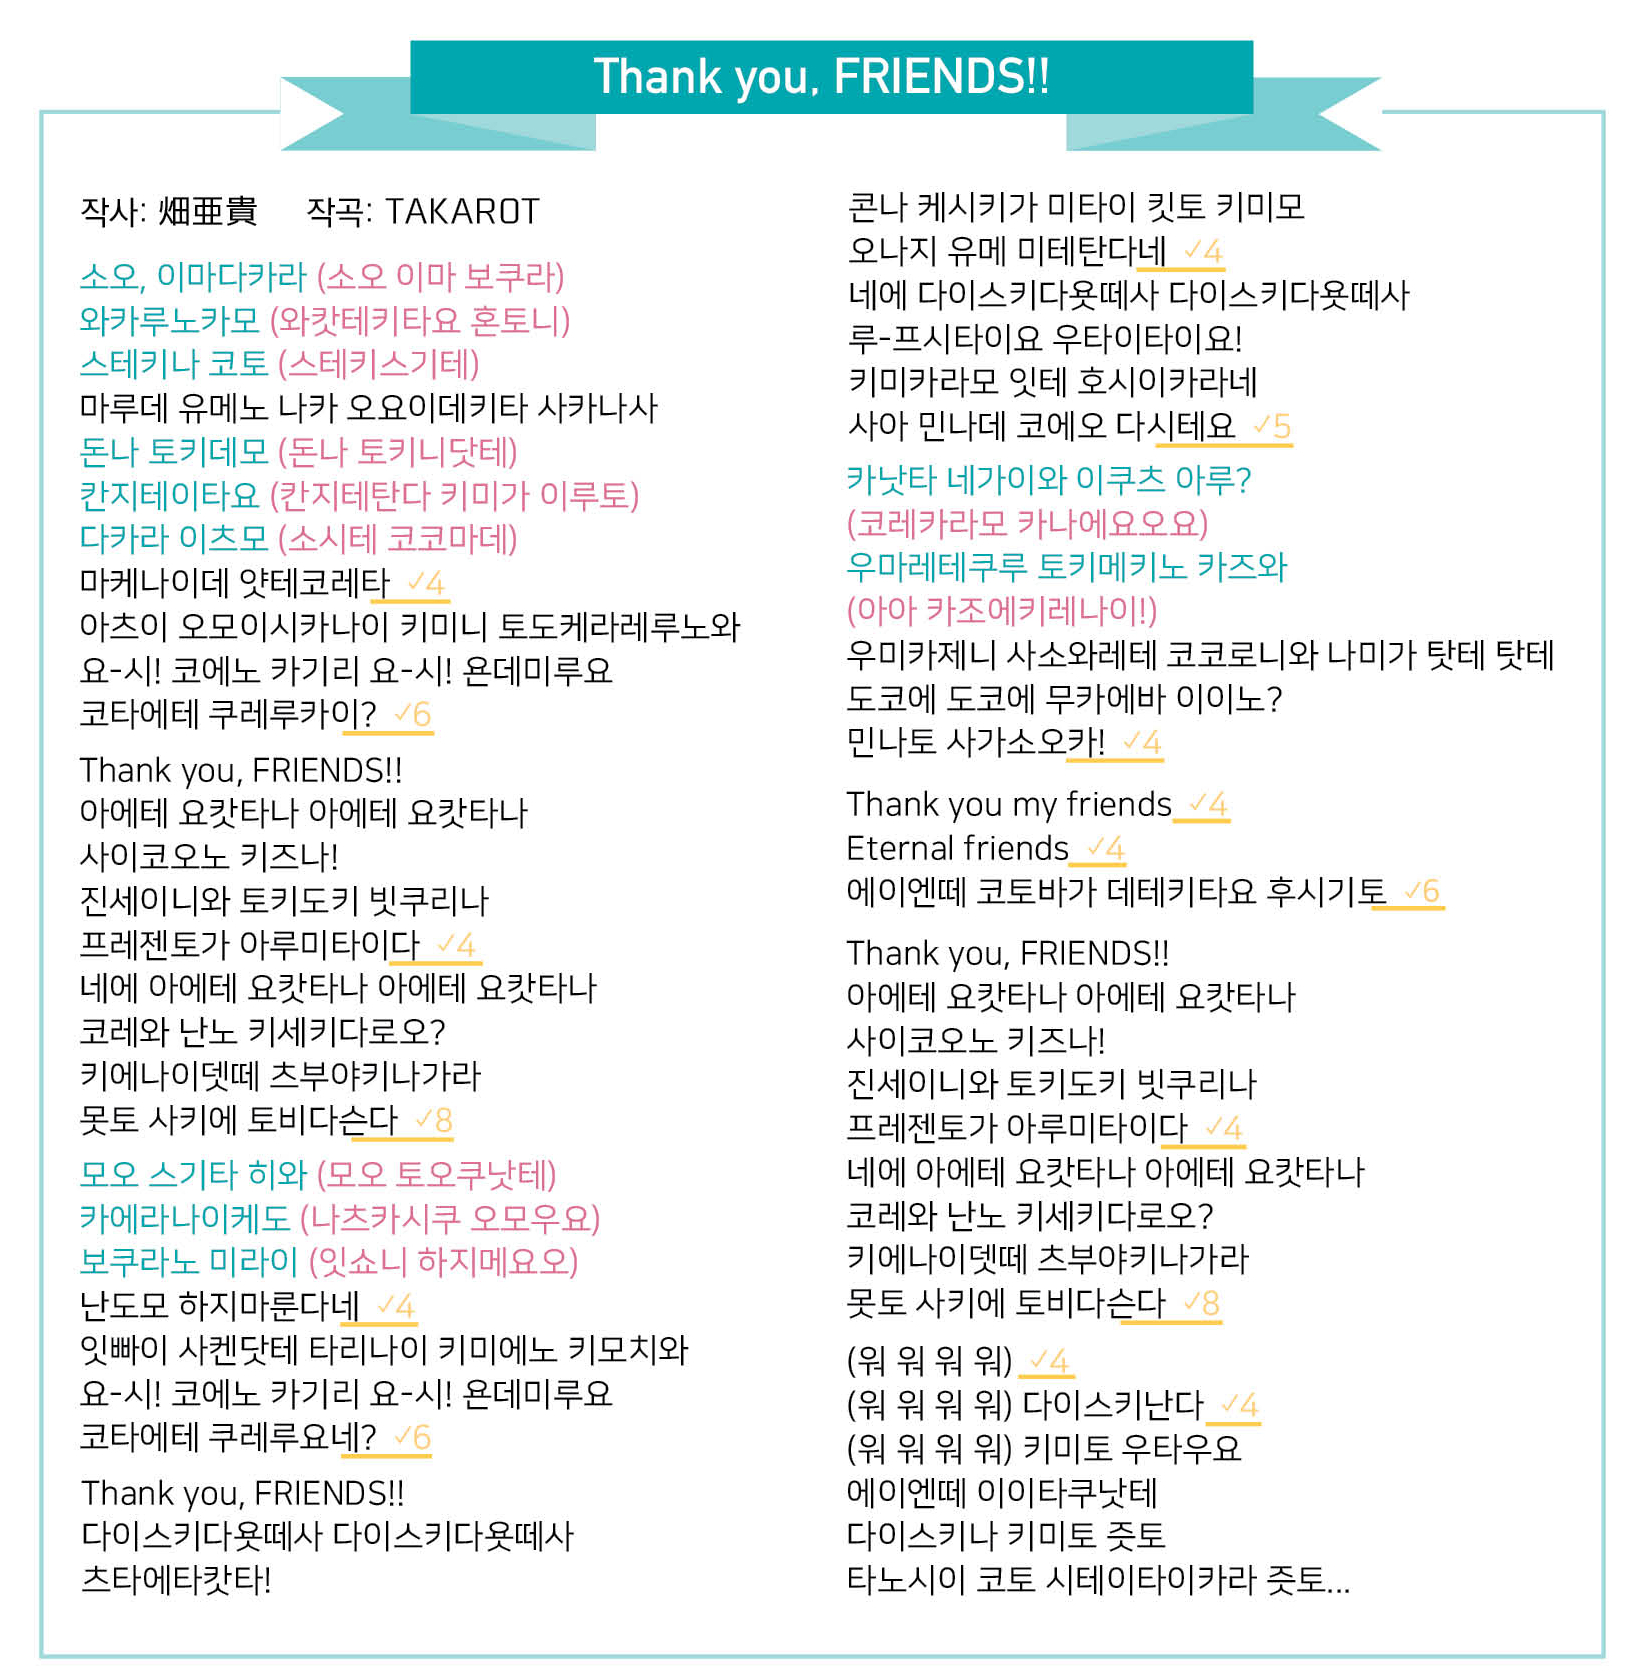 Thank you, FRIENDS!!
작사: 畑亜貴 작곡: TAKAROT
소오, 이마다카라 (소오 이마 보쿠라)
와카루노카모 (와캇테키타요 혼토니)
스테키나 코토 (스테키스기테)
마루데 유메노 나카 오요이데키타 사카나사
돈나 토키데모 (돈나 토키니닷테)
칸지테이타요 (칸지테탄다 키미가 이루토)
다카라 이츠모 (소시테 코코마데)
마케나이데 얏테코레타 ✓4
아츠이 오모이시카나이 키미니 토도케라레루노와
요-시! 코에노 카기리 요-시! 욘데미루요
코타에테 쿠레루카이? ✓6
Thank you, FRIENDS!!
아에테 요캇타나 아에테 요캇타나
사이코오노 키즈나!
진세이니와 토키도키 빗쿠리나
프레젠토가 아루미타이다 ✓4
네에 아에테 요캇타나 아에테 요캇타나
코레와 난노 키세키다로오?
키에나이뎃떼 츠부야키나가라
못토 사키에 토비다슨다 ✓8
모오 스기타 히와 (모오 토오쿠낫테)
카에라나이케도 (나츠카시쿠 오모우요)
보쿠라노 미라이 (잇쇼니 하지메요오)
난도모 하지마룬다네 ✓4
잇빠이 사켄닷테 타리나이 키미에노 키모치와
요-시! 코에노 카기리 요-시! 욘데미루요
코타에테 쿠레루요네? ✓6
Thank you, FRIENDS!!
다이스키다욧떼사 다이스키다욧떼사
츠타에타캇타!
콘나 케시키가 미타이 킷토 키미모
오나지 유메 미테탄다네 ✓4
네에 다이스키다욧떼사 다이스키다욧떼사
루-프시타이요 우타이타이요!
키미카라모 잇테 호시이카라네
사아 민나데 코에오 다시테요 ✓5
카낫타 네가이와 이쿠츠 아루?
(코레카라모 카나에요오요)
우마레테쿠루 토키메키노 카즈와
(아아 카조에키레나이!)
우미카제니 사소와레테 코코로니와 나미가 탓테 탓테
도코에 도코에 무카에바 이이노?
민나토 사가소오카! ✓4
Thank you my friends ✓4
Eternal friends ✓4
에이엔떼 코토바가 데테키타요 후시기토 ✓6
Thank you, FRIENDS!!
아에테 요캇타나 아에테 요캇타나
사이코오노 키즈나!
진세이니와 토키도키 빗쿠리나
프레젠토가 아루미타이다 ✓4
네에 아에테 요캇타나 아에테 요캇타나
코레와 난노 키세키다로오?
키에나이뎃떼 츠부야키나가라
못토 사키에 토비다슨다 ✓8
(워 워 워 워) ✓4
(워 워 워 워) 다이스키난다 ✓4
(워 워 워 워) 키미토 우타우요
에이엔떼 이이타쿠낫테
다이스키나 키미토 즛토
타노시이 코토 시테이타이카라 즛토...